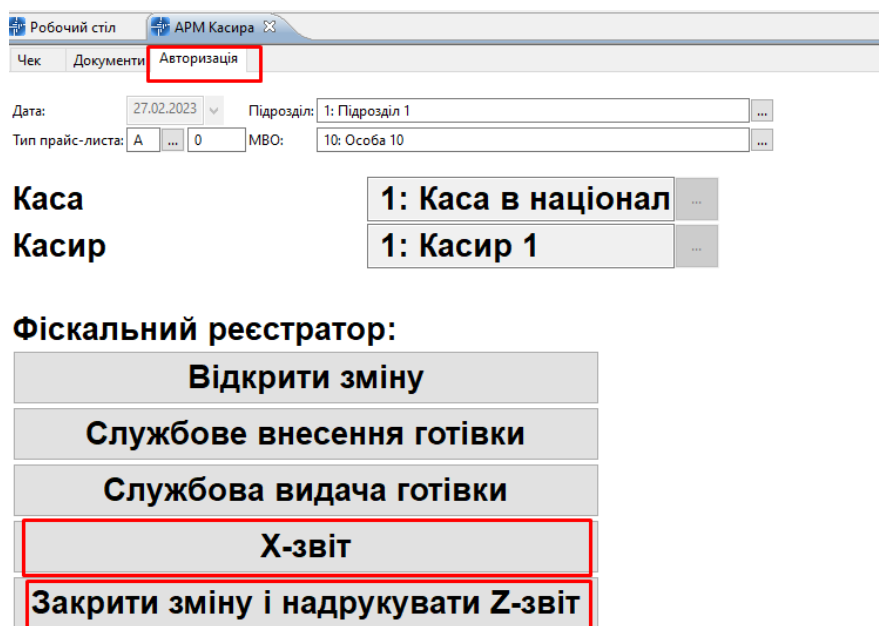 Робочий стіл АРМ Касира
Чек Документи Авторизація
Дата: 27.02.2023 Підрозділ: 1: Підрозділ 1 ...
Тип прайс-листа: А ... 0 МВО: 10: Особа 10 ...
Каса 1: Каса в націонал ...
Касир 1: Касир 1 ...
Фіскальний реєстратор:
Відкрити зміну
Службове внесення готівки
Службова видача готівки
Х-звіт
Закрити зміну і надрукувати Z-звіт